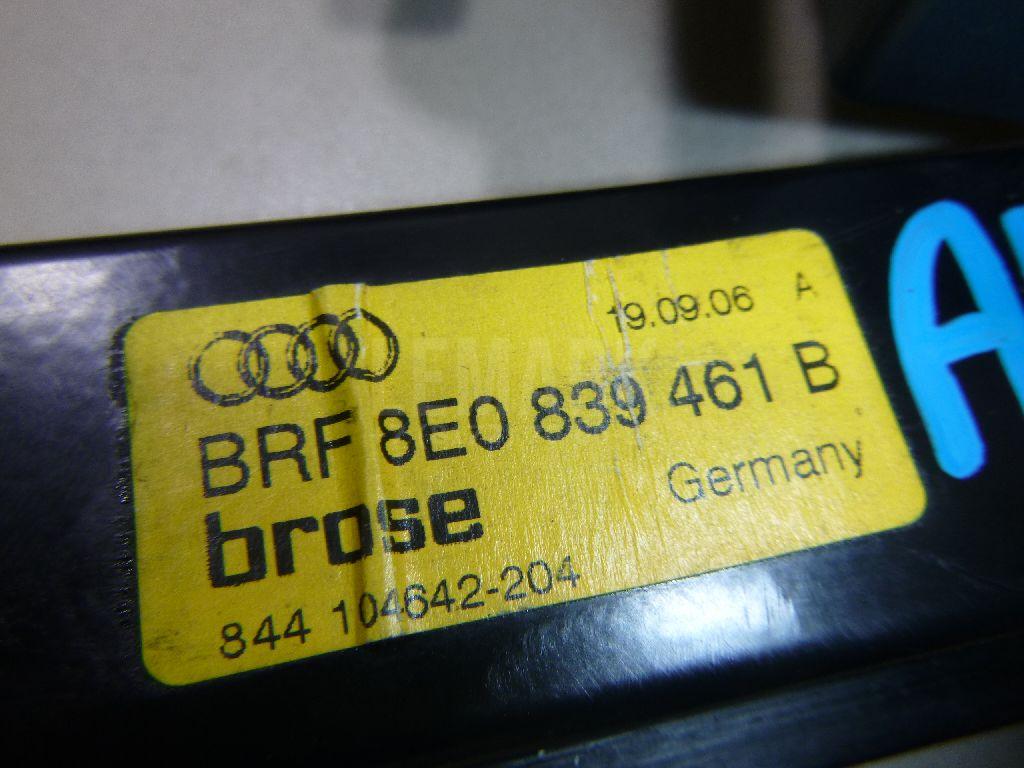 19.09.06 A
BRF 8E0 839 461 B
brose Germany
844 104642-204
A